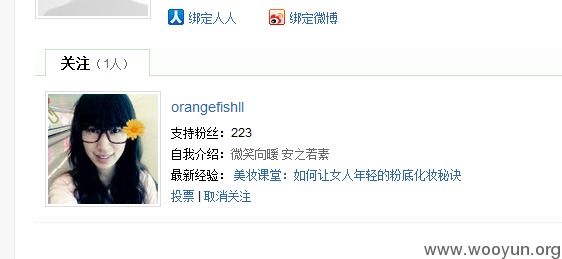 绑定人人 绑定微博
关注（1人）
orangefishll
支持粉丝：223
自我介绍：微笑向暖 安之若素
最新经验： 美妆课堂：如何让女人年轻的粉底化妆秘诀
投票 | 取消关注
www.wooyun.org